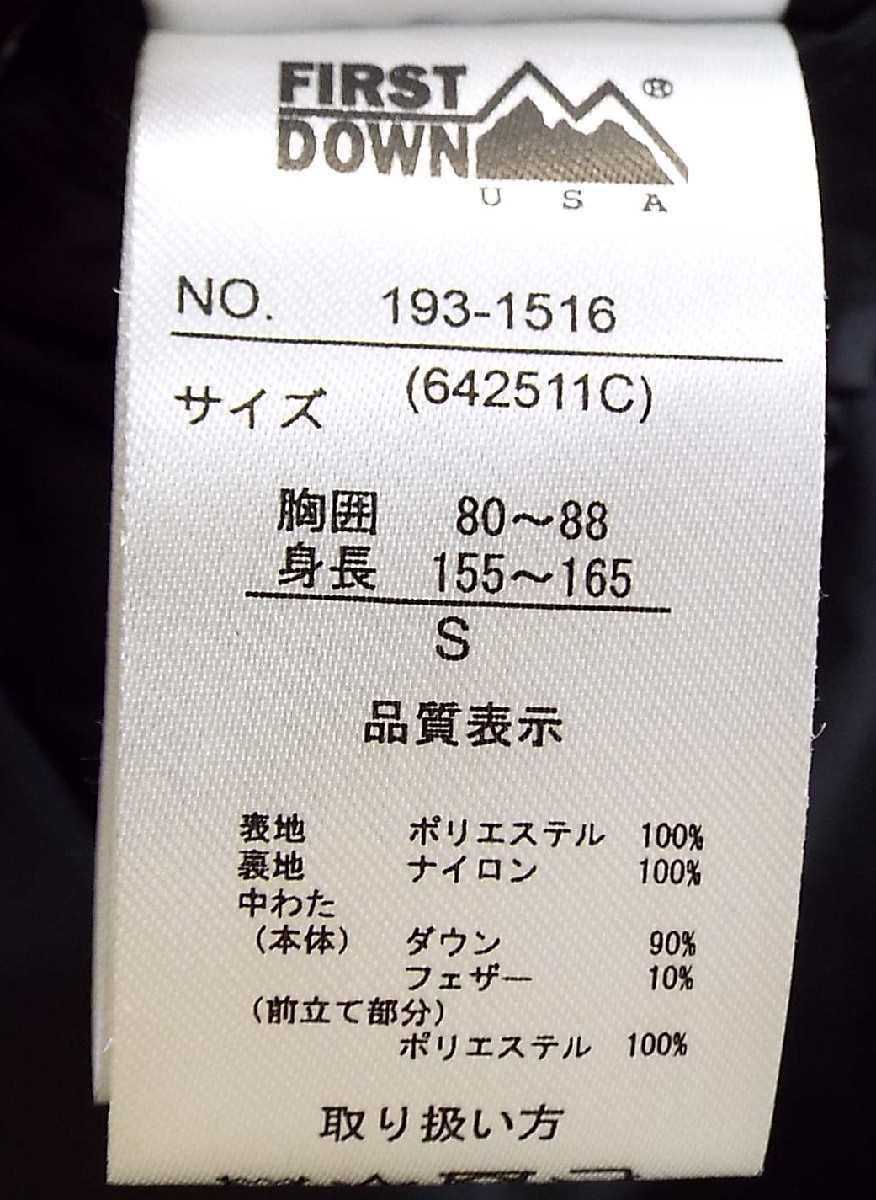 FIRST
DOWN
®
U S A
NO. 193-1516
サイズ (642511C)
胸囲 80～88
身長 155～165
S
品質表示
表地 ポリエステル 100%
裏地 ナイロン 100%
中わた
(本体) ダウン 90%
フェザー 10%
(前立て部分)
ポリエステル 100%
取り扱い方